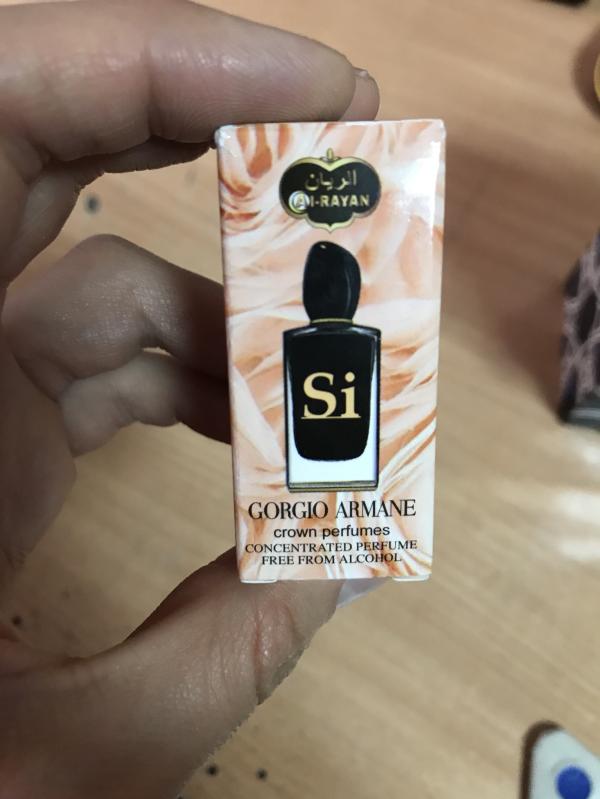 الريان
Al-RAYAN
Si
GORGIO ARMANE
crown perfumes
CONCENTRATED PERFUME
FREE FROM ALCOHOL